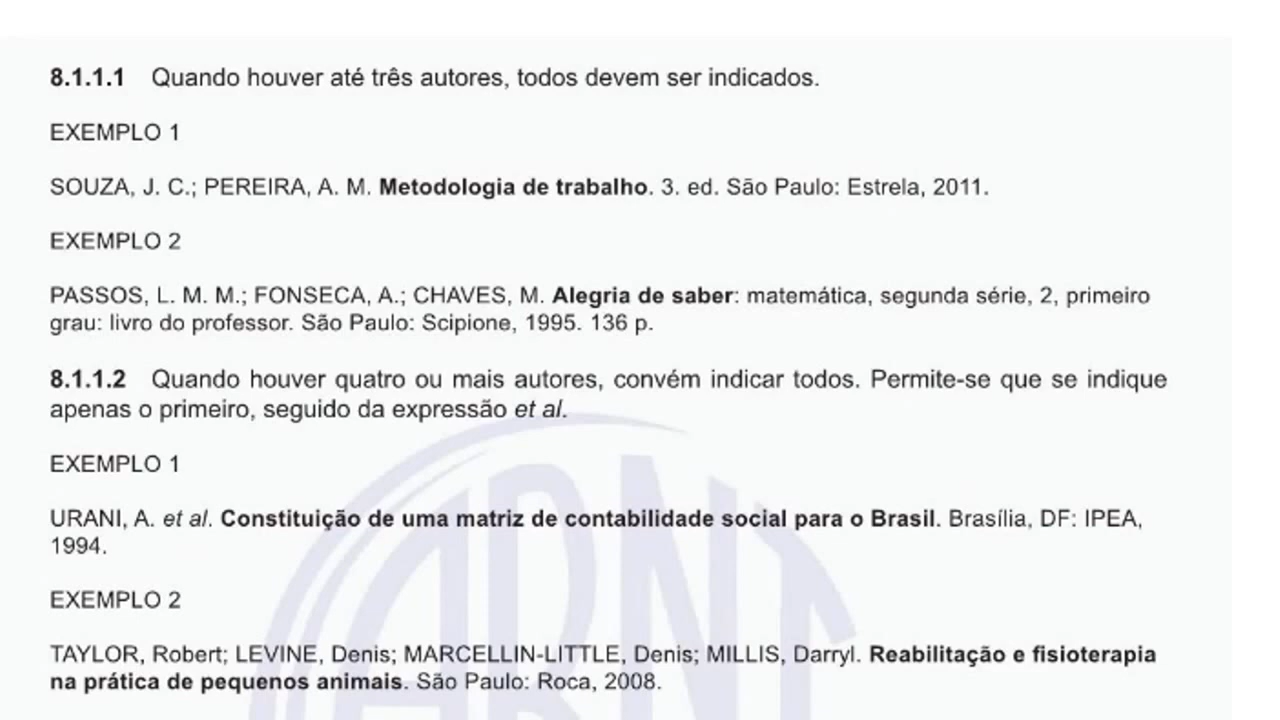 8.1.1.1 Quando houver até três autores, todos devem ser indicados.
EXEMPLO 1
SOUZA, J. C.; PEREIRA, A. M. Metodologia de trabalho. 3. ed. São Paulo: Estrela, 2011.
EXEMPLO 2
PASSOS, L. M. M.; FONSECA, A.; CHAVES, M. Alegria de saber: matemática, segunda série, 2, primeiro
grau: livro do professor. São Paulo: Scipione, 1995. 136 p.
8.1.1.2 Quando houver quatro ou mais autores, convém indicar todos. Permite-se que se indique
apenas o primeiro, seguido da expressão et al.
EXEMPLO 1
URANI, A. et al. Constituição de uma matriz de contabilidade social para o Brasil. Brasília, DF: IPEA,
1994.
EXEMPLO 2
TAYLOR, Robert; LEVINE, Denis; MARCELLIN-LITTLE, Denis; MILLIS, Darryl. Reabilitação e fisioterapia
na prática de pequenos animais. São Paulo: Roca, 2008.
ABNT